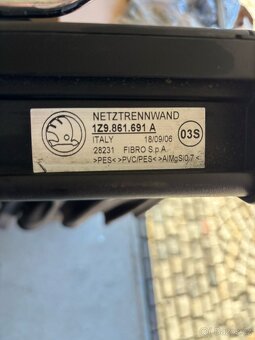 NETZTRENNWAND
1Z9.861.691 A
ITALY 18/09/06
28231 FIBRO S.p.A.
>PES< >PVC/PES< >AlMgSi0.7<
03S